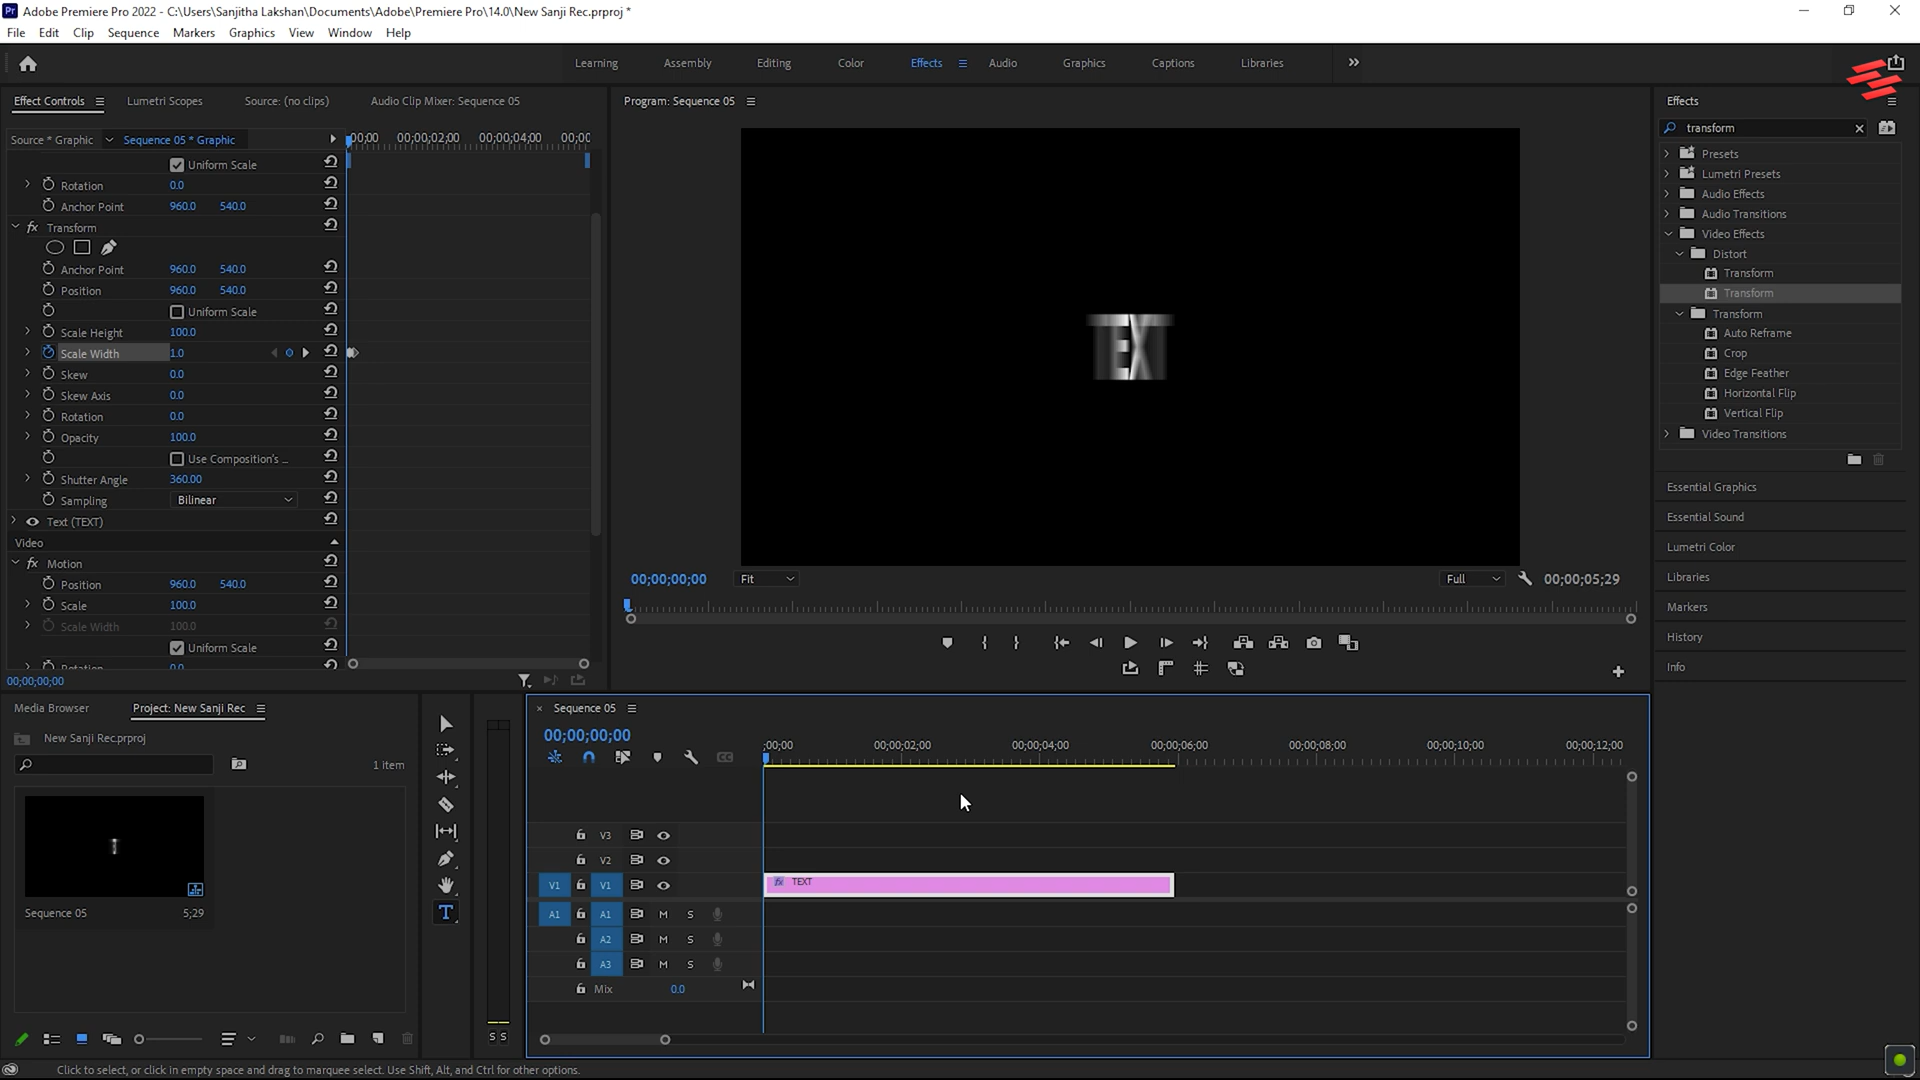 Adobe Premiere Pro 2022 - C:\Users\Sanjitha Lakshan\Documents\Adobe\Premiere Pro\14.0\New Sanji Rec.prproj *
File Edit Clip Sequence Markers Graphics View Window Help
Learning Assembly Editing Color Effects Audio Graphics Captions Libraries
Effect Controls Lumetri Scopes Source: (no clips) Audio Clip Mixer: Sequence 05
Source * Graphic Sequence 05 * Graphic
00;00 00;00;02;00 00;00;04;00 00;00
Uniform Scale
Rotation 0.0
Anchor Point 960.0 540.0
fx Transform
Anchor Point 960.0 540.0
Position 960.0 540.0
Uniform Scale
Scale Height 100.0
Scale Width 1.0
Skew 0.0
Skew Axis 0.0
Rotation 0.0
Opacity 100.0
Use Composition's ...
Shutter Angle 360.00
Sampling Bilinear
Text (TEXT)
Video
fx Motion
Position 960.0 540.0
Scale 100.0
Scale Width 100.0
Uniform Scale
Rotation 0.0
00;00;00;00
Program: Sequence 05
TEXT
00;00;00;00 Fit Full 00;00;05;29
Effects
transform
Presets
Lumetri Presets
Audio Effects
Audio Transitions
Video Effects
Distort
Transform
Transform
Transform
Auto Reframe
Crop
Edge Feather
Horizontal Flip
Vertical Flip
Video Transitions
Essential Graphics
Essential Sound
Lumetri Color
Libraries
Markers
History
Info
Media Browser Project: New Sanji Rec
New Sanji Rec.prproj
1 item
Sequence 05 5;29
S S
× Sequence 05
00;00;00;00
;00;00 00;00;02;00 00;00;04;00 00;00;06;00 00;00;08;00 00;00;10;00 00;00;12;00
V3
V2
V1 V1 fx TEXT
A1 A1 M S
A2 M S
A3 M S
Mix 0.0
Click to select, or click in empty space and drag to marquee select. Use Shift, Alt, and Ctrl for other options.